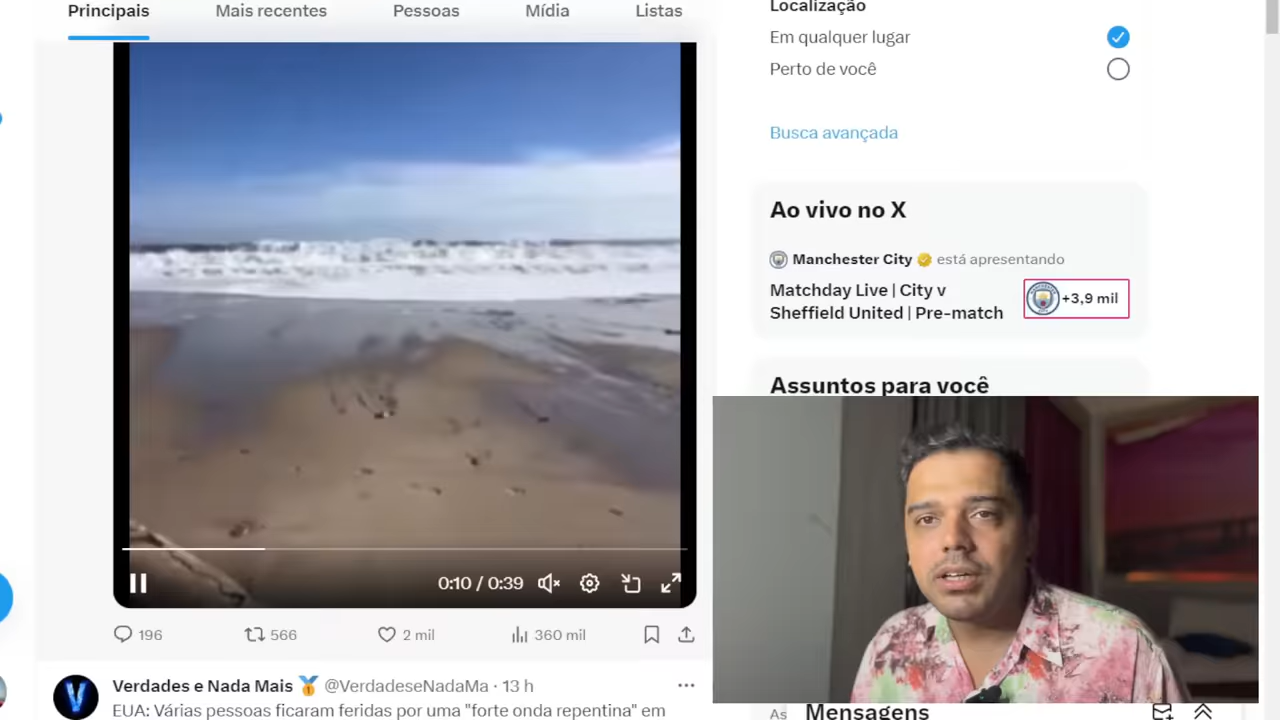 Principais
Mais recentes
Pessoas
Mídia
Listas
0:10 / 0:39
196
566
2 mil
360 mil
Verdades e Nada Mais @VerdadeseNadaMa · 13 h
EUA: Várias pessoas ficaram feridas por uma "forte onda repentina" em
Localização
Em qualquer lugar
Perto de você
Busca avançada
Ao vivo no X
Manchester City está apresentando
Matchday Live | City v
Sheffield United | Pre-match
+3,9 mil
Assuntos para você
As
Mensagens